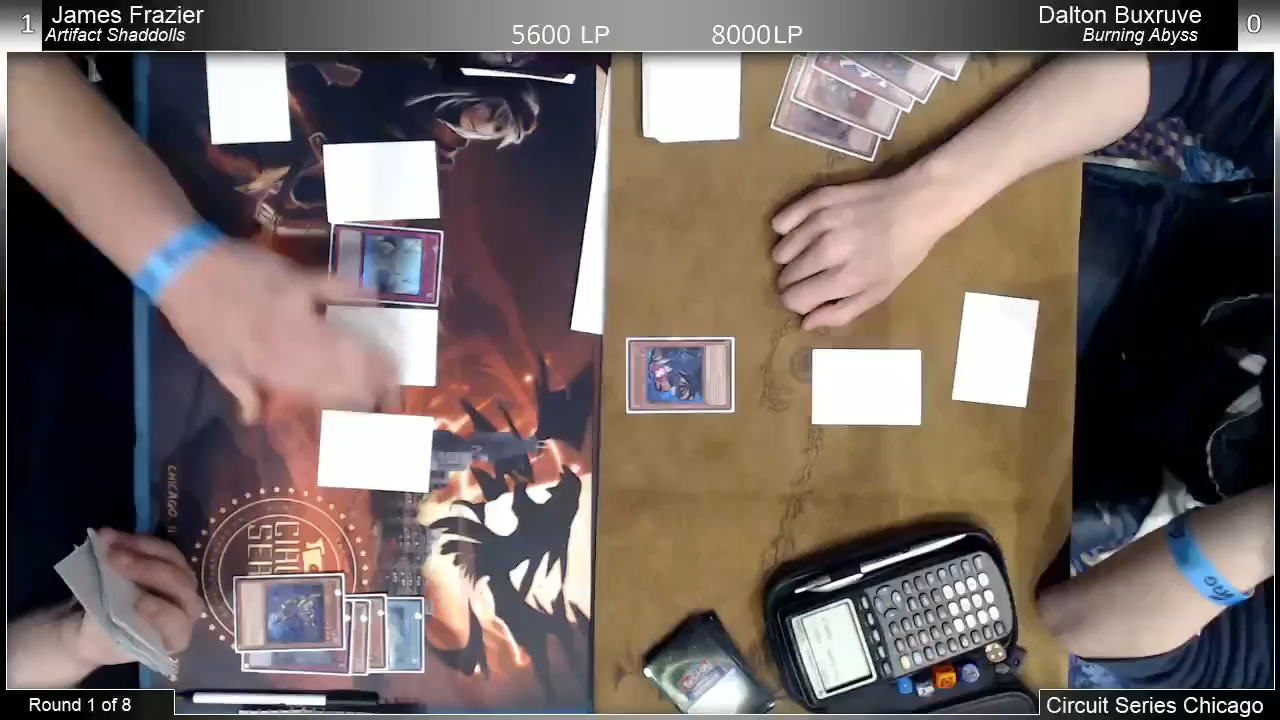 1 James Frazier
Artifact Shaddolls
5600 LP
8000LP
Dalton Buxruve 0
Burning Abyss
CHICAGO
Round 1 of 8
Circuit Series Chicago